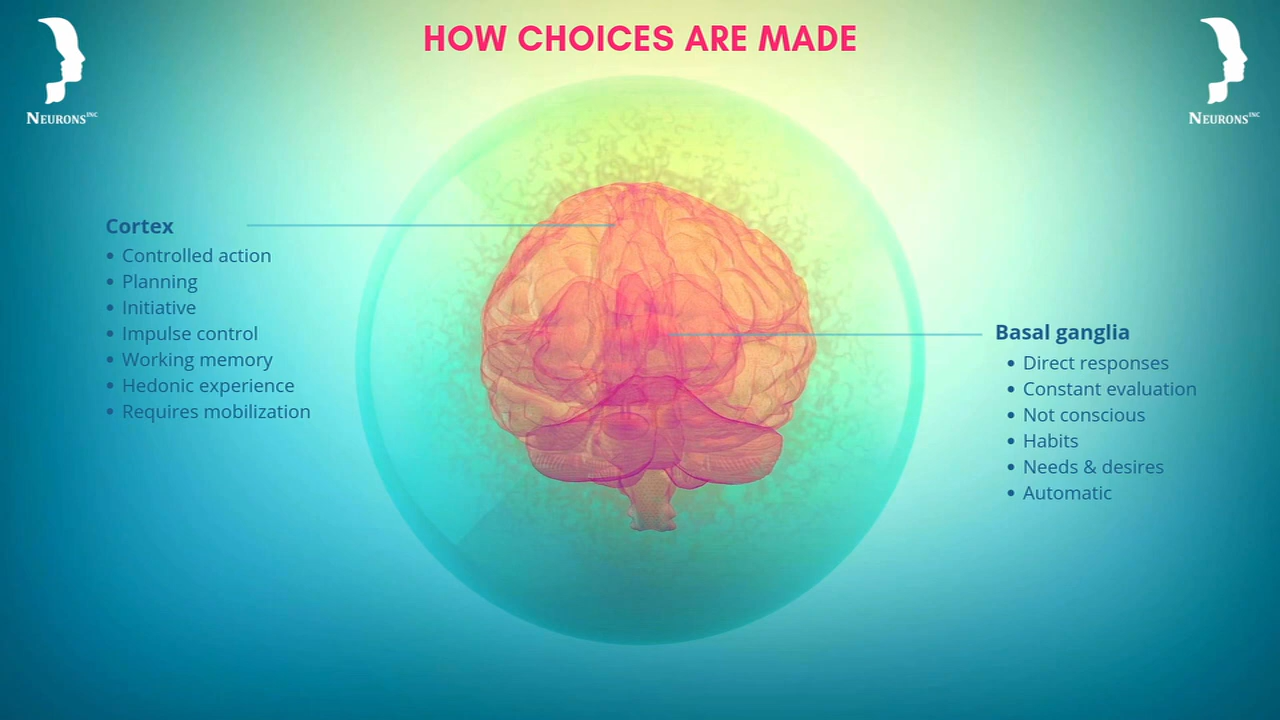 HOW CHOICES ARE MADE
NEURONS INC
NEURONS INC
Cortex
• Controlled action
• Planning
• Initiative
• Impulse control
• Working memory
• Hedonic experience
• Requires mobilization
Basal ganglia
• Direct responses
• Constant evaluation
• Not conscious
• Habits
• Needs & desires
• Automatic